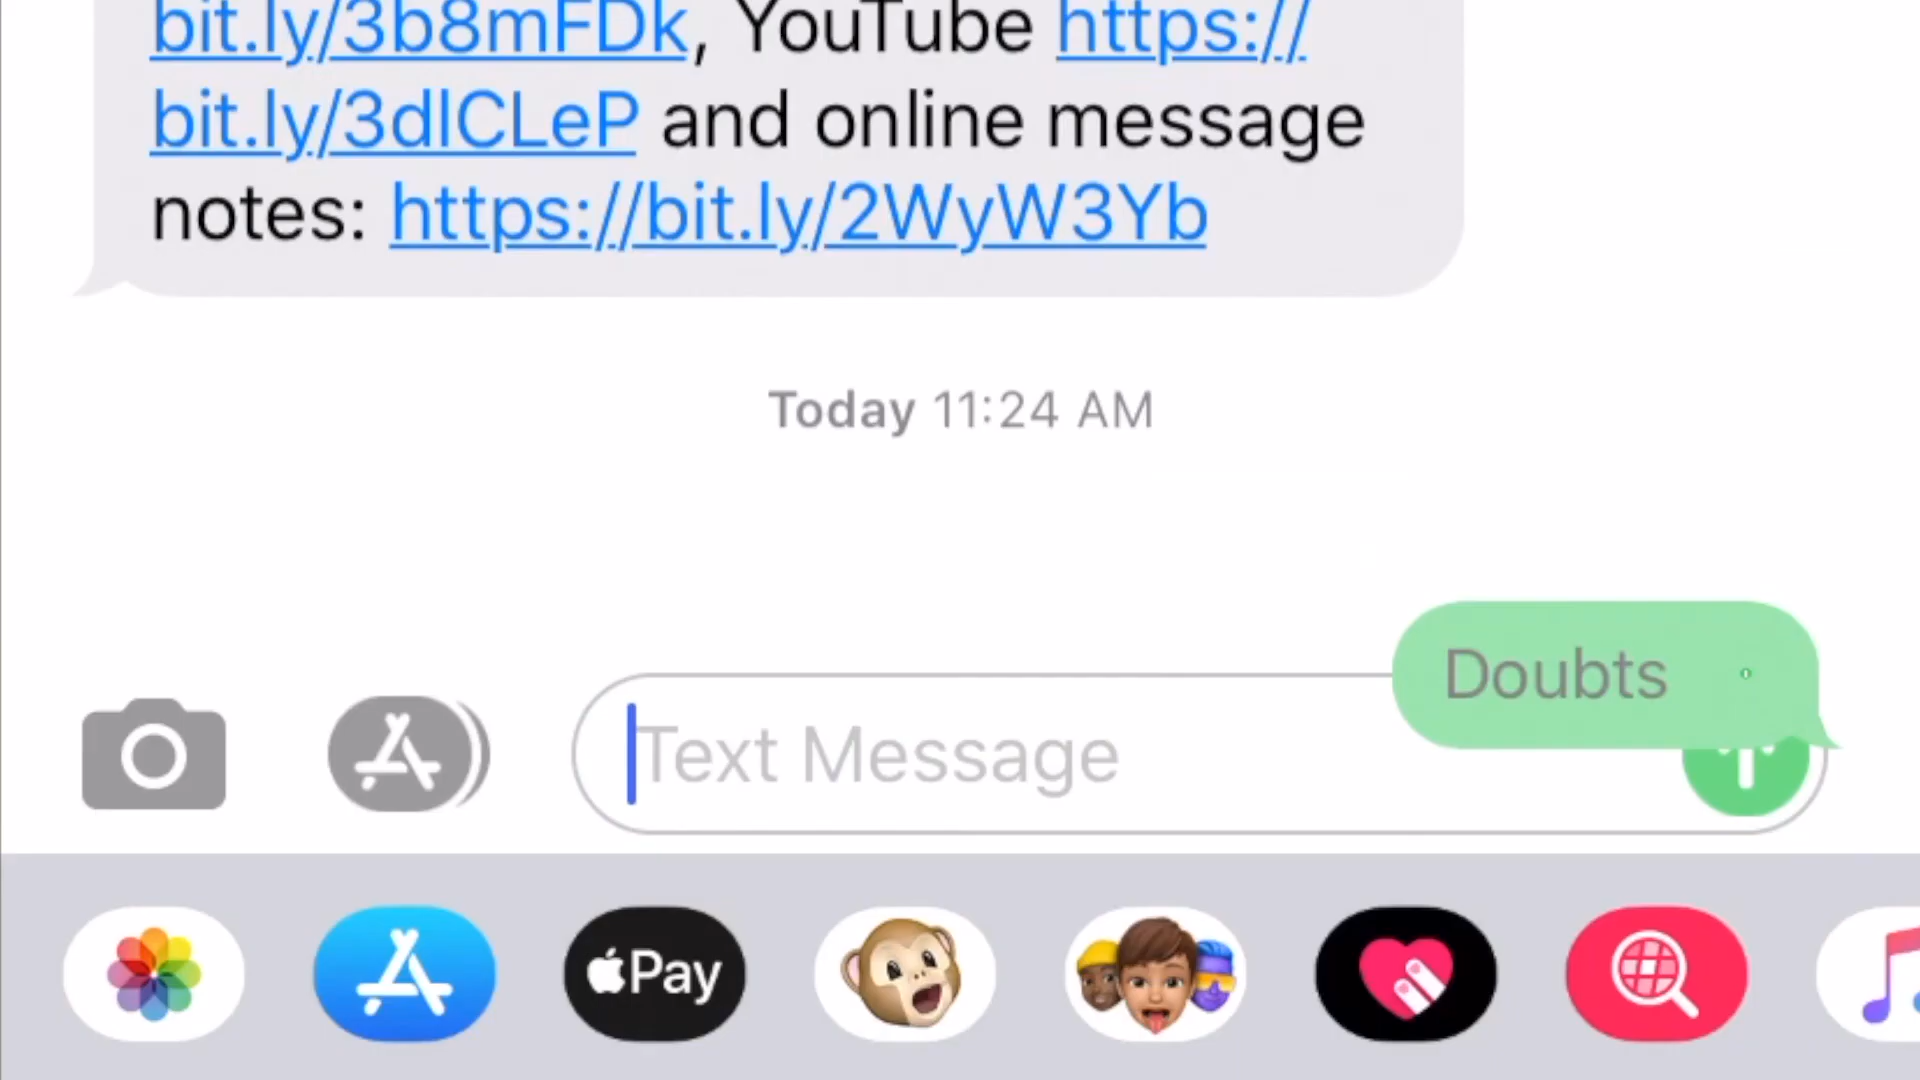 bit.ly/3b8mFDk, YouTube https://
bit.ly/3dlCLeP and online message
notes: https://bit.ly/2WyW3Yb
Today 11:24 AM
Doubts
Text Message
Pay